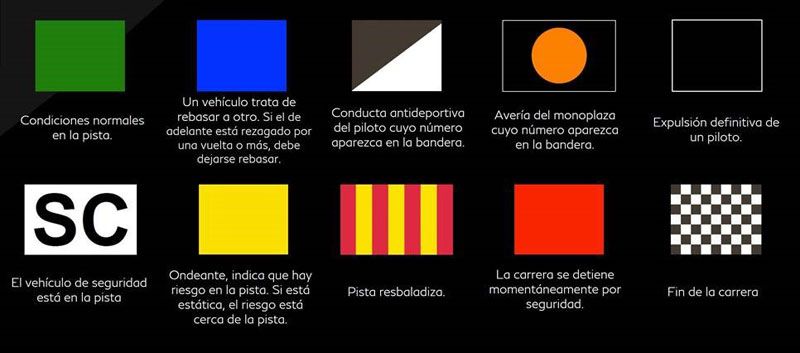 Condiciones normales
en la pista.
Un vehículo trata de
rebasar a otro. Si el de
adelante está rezagado por
una vuelta o más, debe
dejarse rebasar.
Conducta antideportiva
del piloto cuyo número
aparezca en la bandera.
Avería del monoplaza
cuyo número aparezca
en la bandera.
Expulsión definitiva de
un piloto.
SC
El vehículo de seguridad
está en la pista
Ondeante, indica que hay
riesgo en la pista. Si está
estática, el riesgo está
cerca de la pista.
Pista resbaladiza.
La carrera se detiene
momentáneamente por
seguridad.
Fin de la carrera